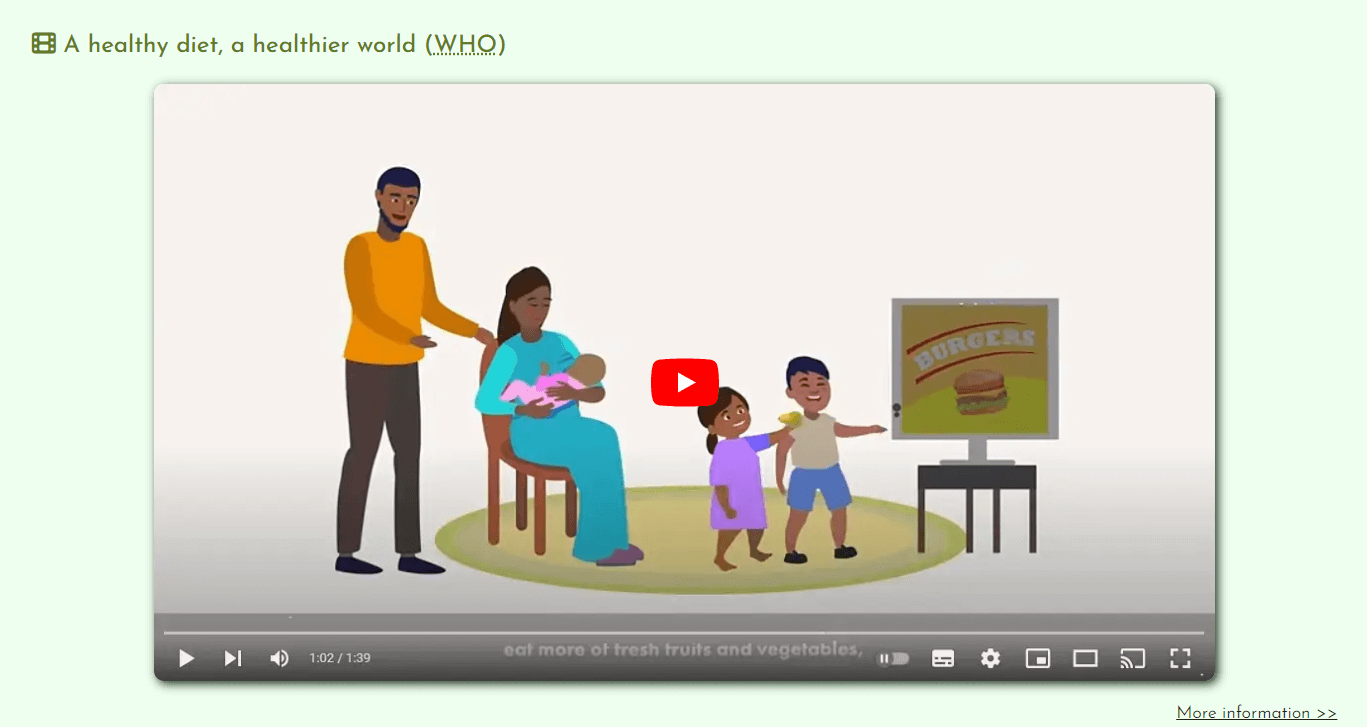 A healthy diet, a healthier world (WHO)
BURGERS
eat more of fresh fruits and vegetables,
1:02 / 1:39
More information >>